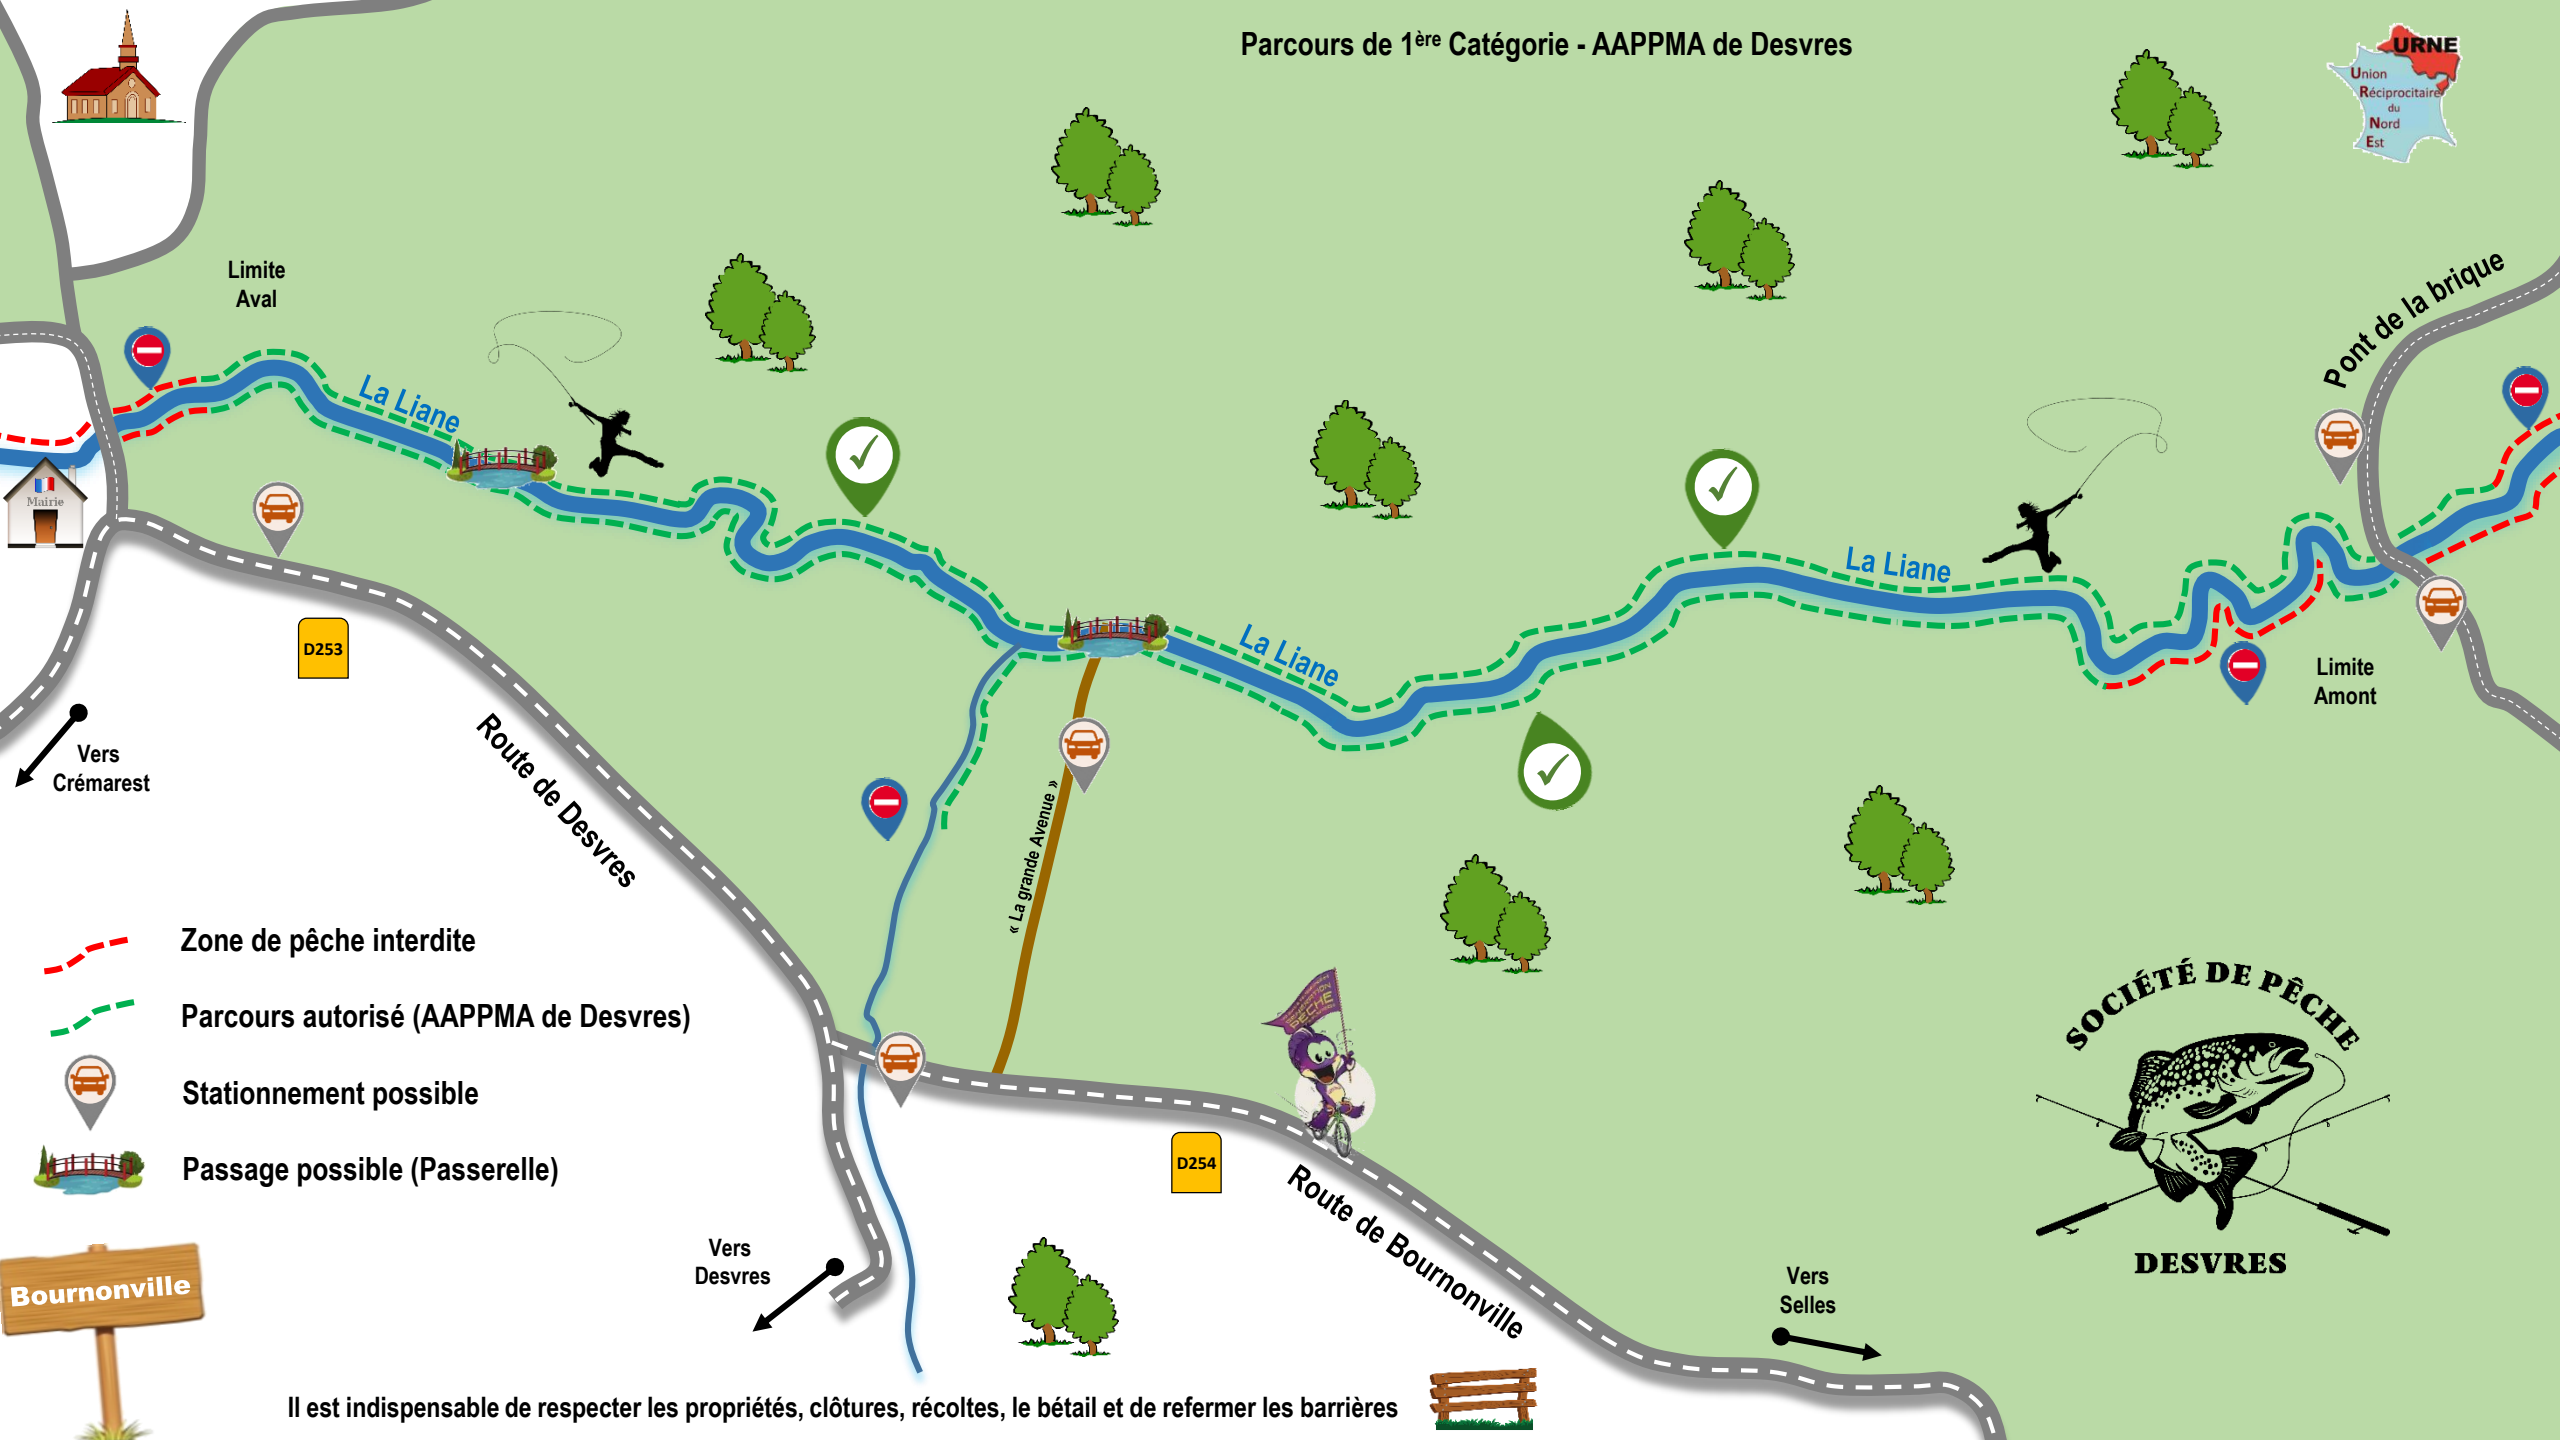 Parcours de 1ère Catégorie - AAPPMA de Desvres
URNE
Union
Réciprocitaire
du
Nord
Est
Limite
Aval
Pont de la brique
La Liane
La Liane
La Liane
Mairie
D253
Limite
Amont
Vers
Crémarest
Route de Desvres
« La grande Avenue »
Zone de pêche interdite
Parcours autorisé (AAPPMA de Desvres)
Stationnement possible
Passage possible (Passerelle)
PÊCHE
SOCIÉTÉ DE PÊCHE
DESVRES
D254
Route de Bournonville
Vers
Desvres
Vers
Selles
Bournonville
Il est indispensable de respecter les propriétés, clôtures, récoltes, le bétail et de refermer les barrières